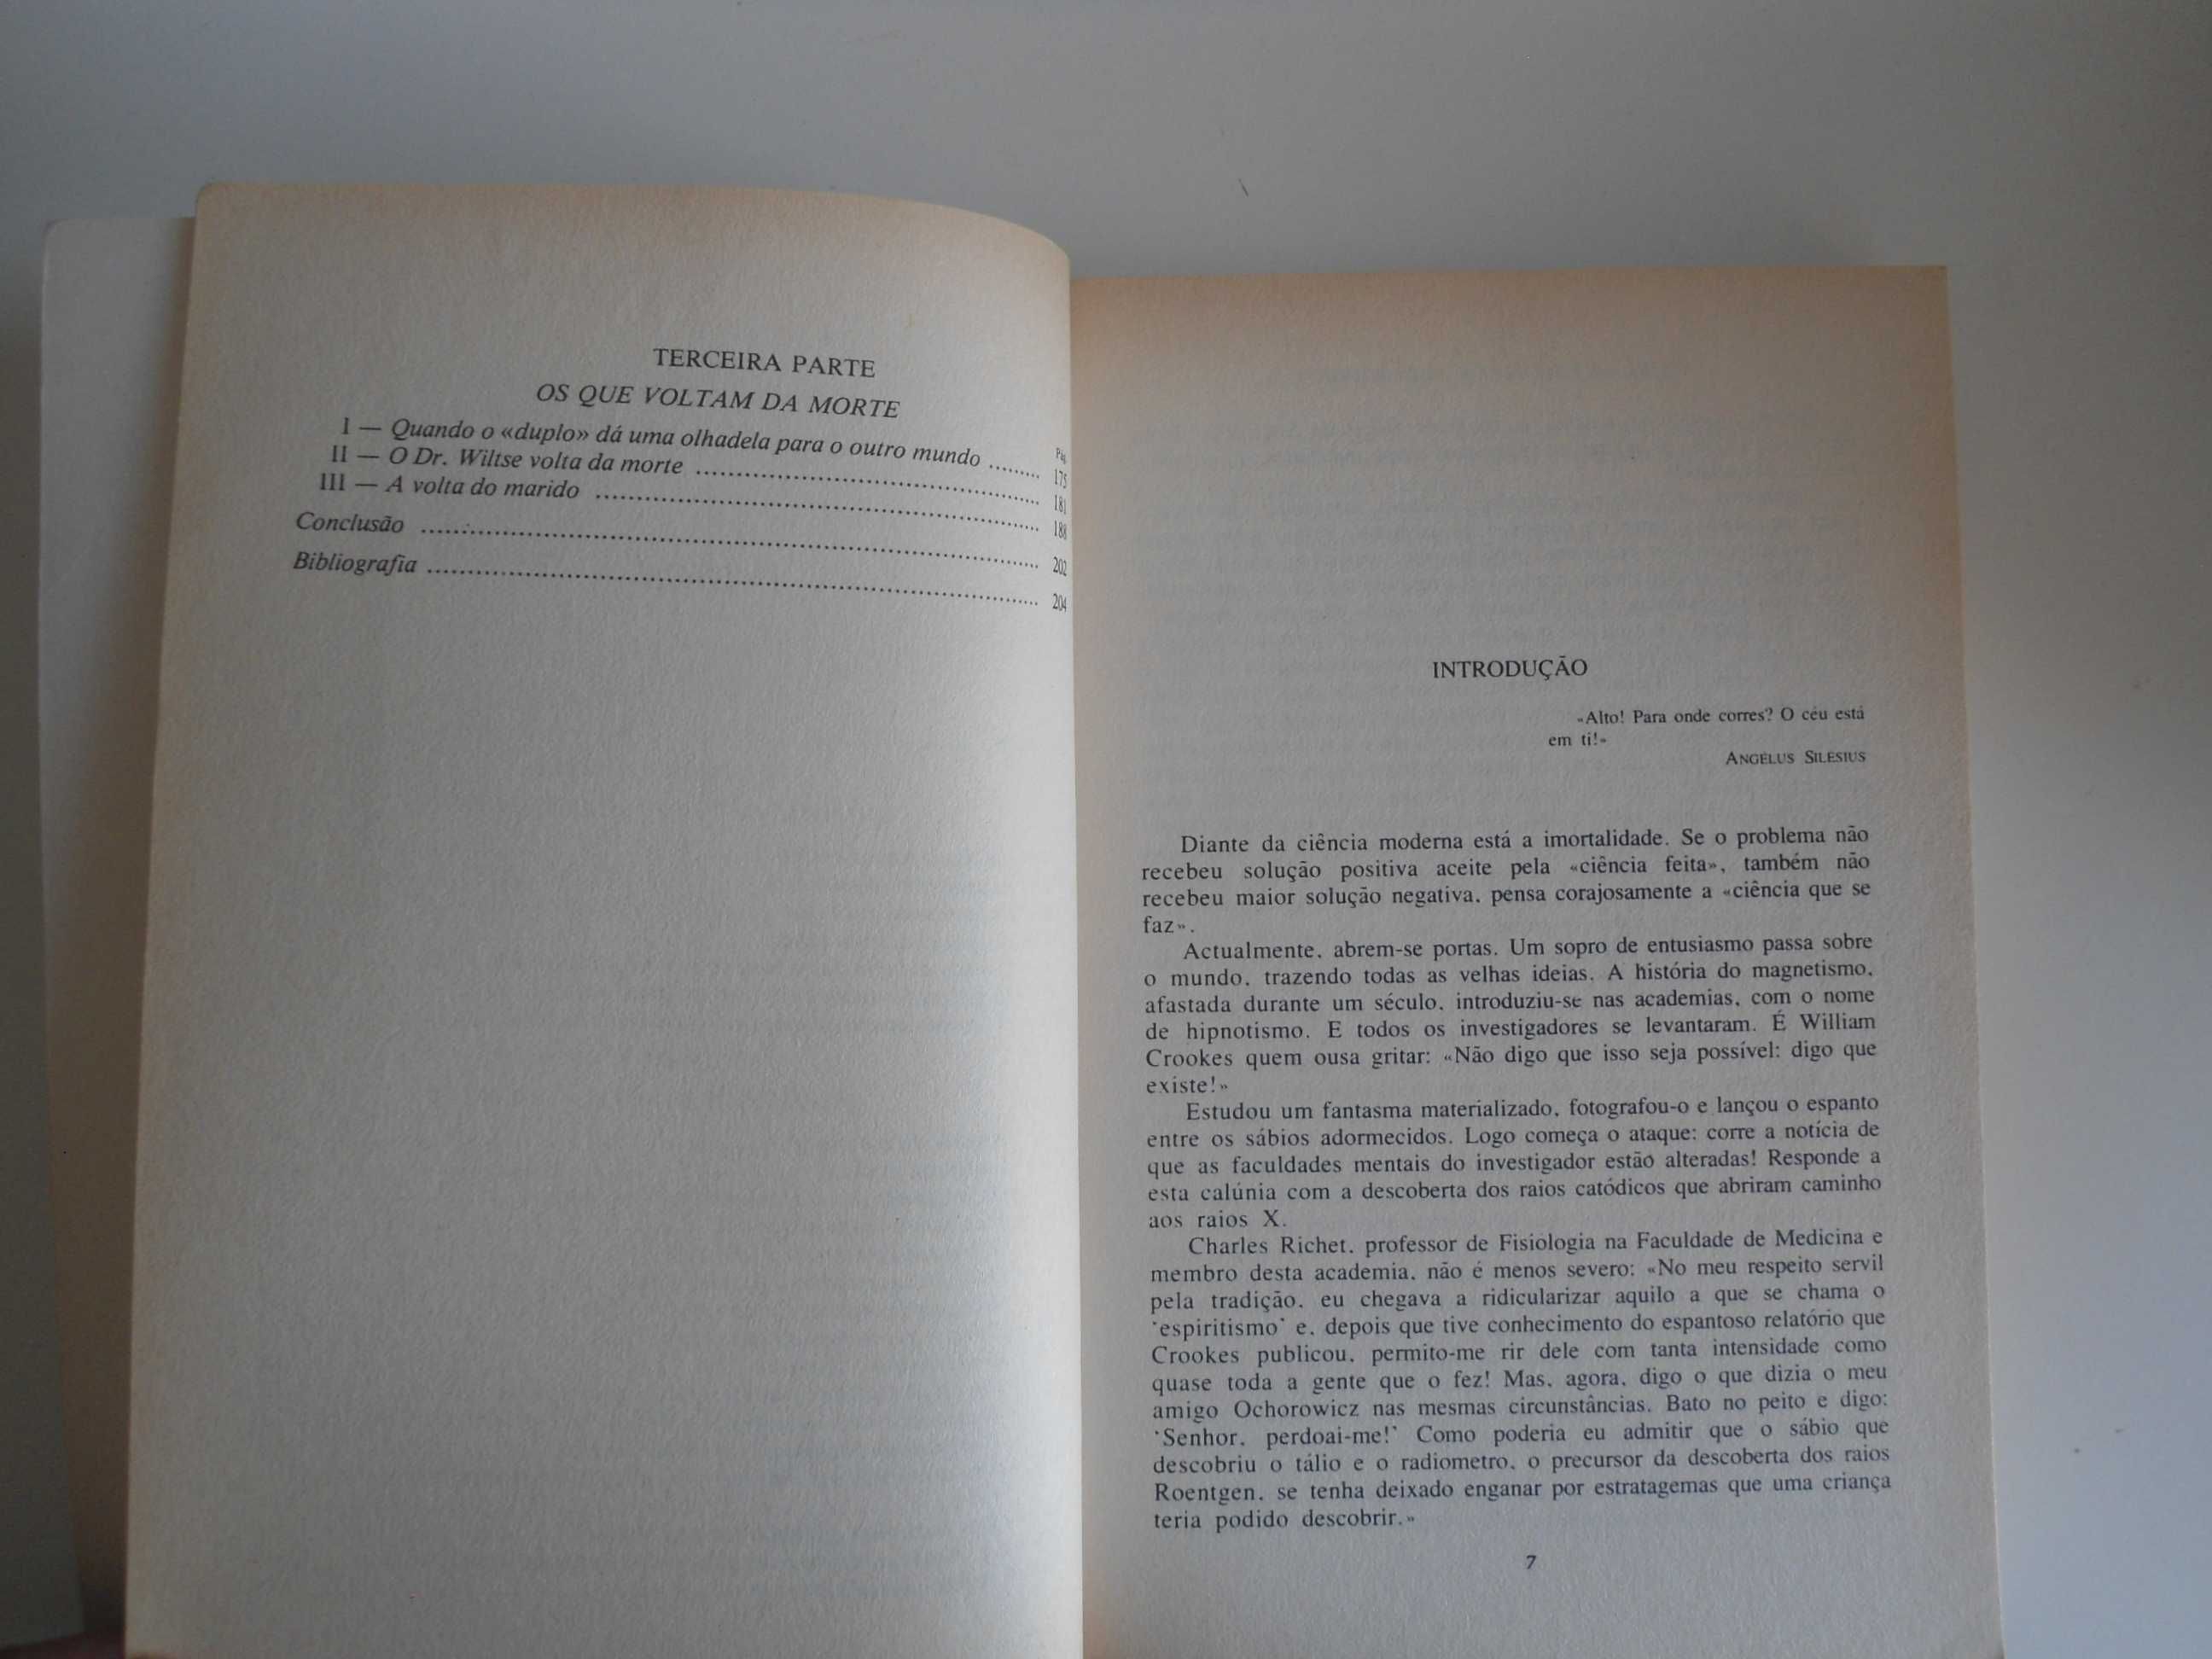 TERCEIRA PARTE
OS QUE VOLTAM DA MORTE
Pág.
I — Quando o «duplo» dá uma olhadela para o outro mundo ......... 175
II — O Dr. Wiltse volta da morte ........................................... 181
III — A volta do marido ........................................................ 188
Conclusão ............................................................................. 202
Bibliografia ............................................................................ 204
INTRODUÇÃO
«Alto! Para onde corres? O céu está
em ti!»
ANGELUS SILESIUS
Diante da ciência moderna está a imortalidade. Se o problema não
recebeu solução positiva aceite pela «ciência feita», também não
recebeu maior solução negativa, pensa corajosamente a «ciência que se
faz».
Actualmente, abrem-se portas. Um sopro de entusiasmo passa sobre
o mundo, trazendo todas as velhas ideias. A história do magnetismo,
afastada durante um século, introduziu-se nas academias, com o nome
de hipnotismo. E todos os investigadores se levantaram. É William
Crookes quem ousa gritar: «Não digo que isso seja possível: digo que
existe!»
Estudou um fantasma materializado, fotografou-o e lançou o espanto
entre os sábios adormecidos. Logo começa o ataque: corre a notícia de
que as faculdades mentais do investigador estão alteradas! Responde a
esta calúnia com a descoberta dos raios catódicos que abriram caminho
aos raios X.
Charles Richet, professor de Fisiologia na Faculdade de Medicina e
membro desta academia, não é menos severo: «No meu respeito servil
pela tradição, eu chegava a ridicularizar aquilo a que se chama o
'espiritismo' e, depois que tive conhecimento do espantoso relatório que
Crookes publicou, permito-me rir dele com tanta intensidade como
quase toda a gente que o fez! Mas, agora, digo o que dizia o meu
amigo Ochorowicz nas mesmas circunstâncias. Bato no peito e digo:
'Senhor, perdoai-me!' Como poderia eu admitir que o sábio que
descobriu o tálio e o radiometro, o precursor da descoberta dos raios
Roentgen, se tenha deixado enganar por estratagemas que uma criança
teria podido descobrir.»
7